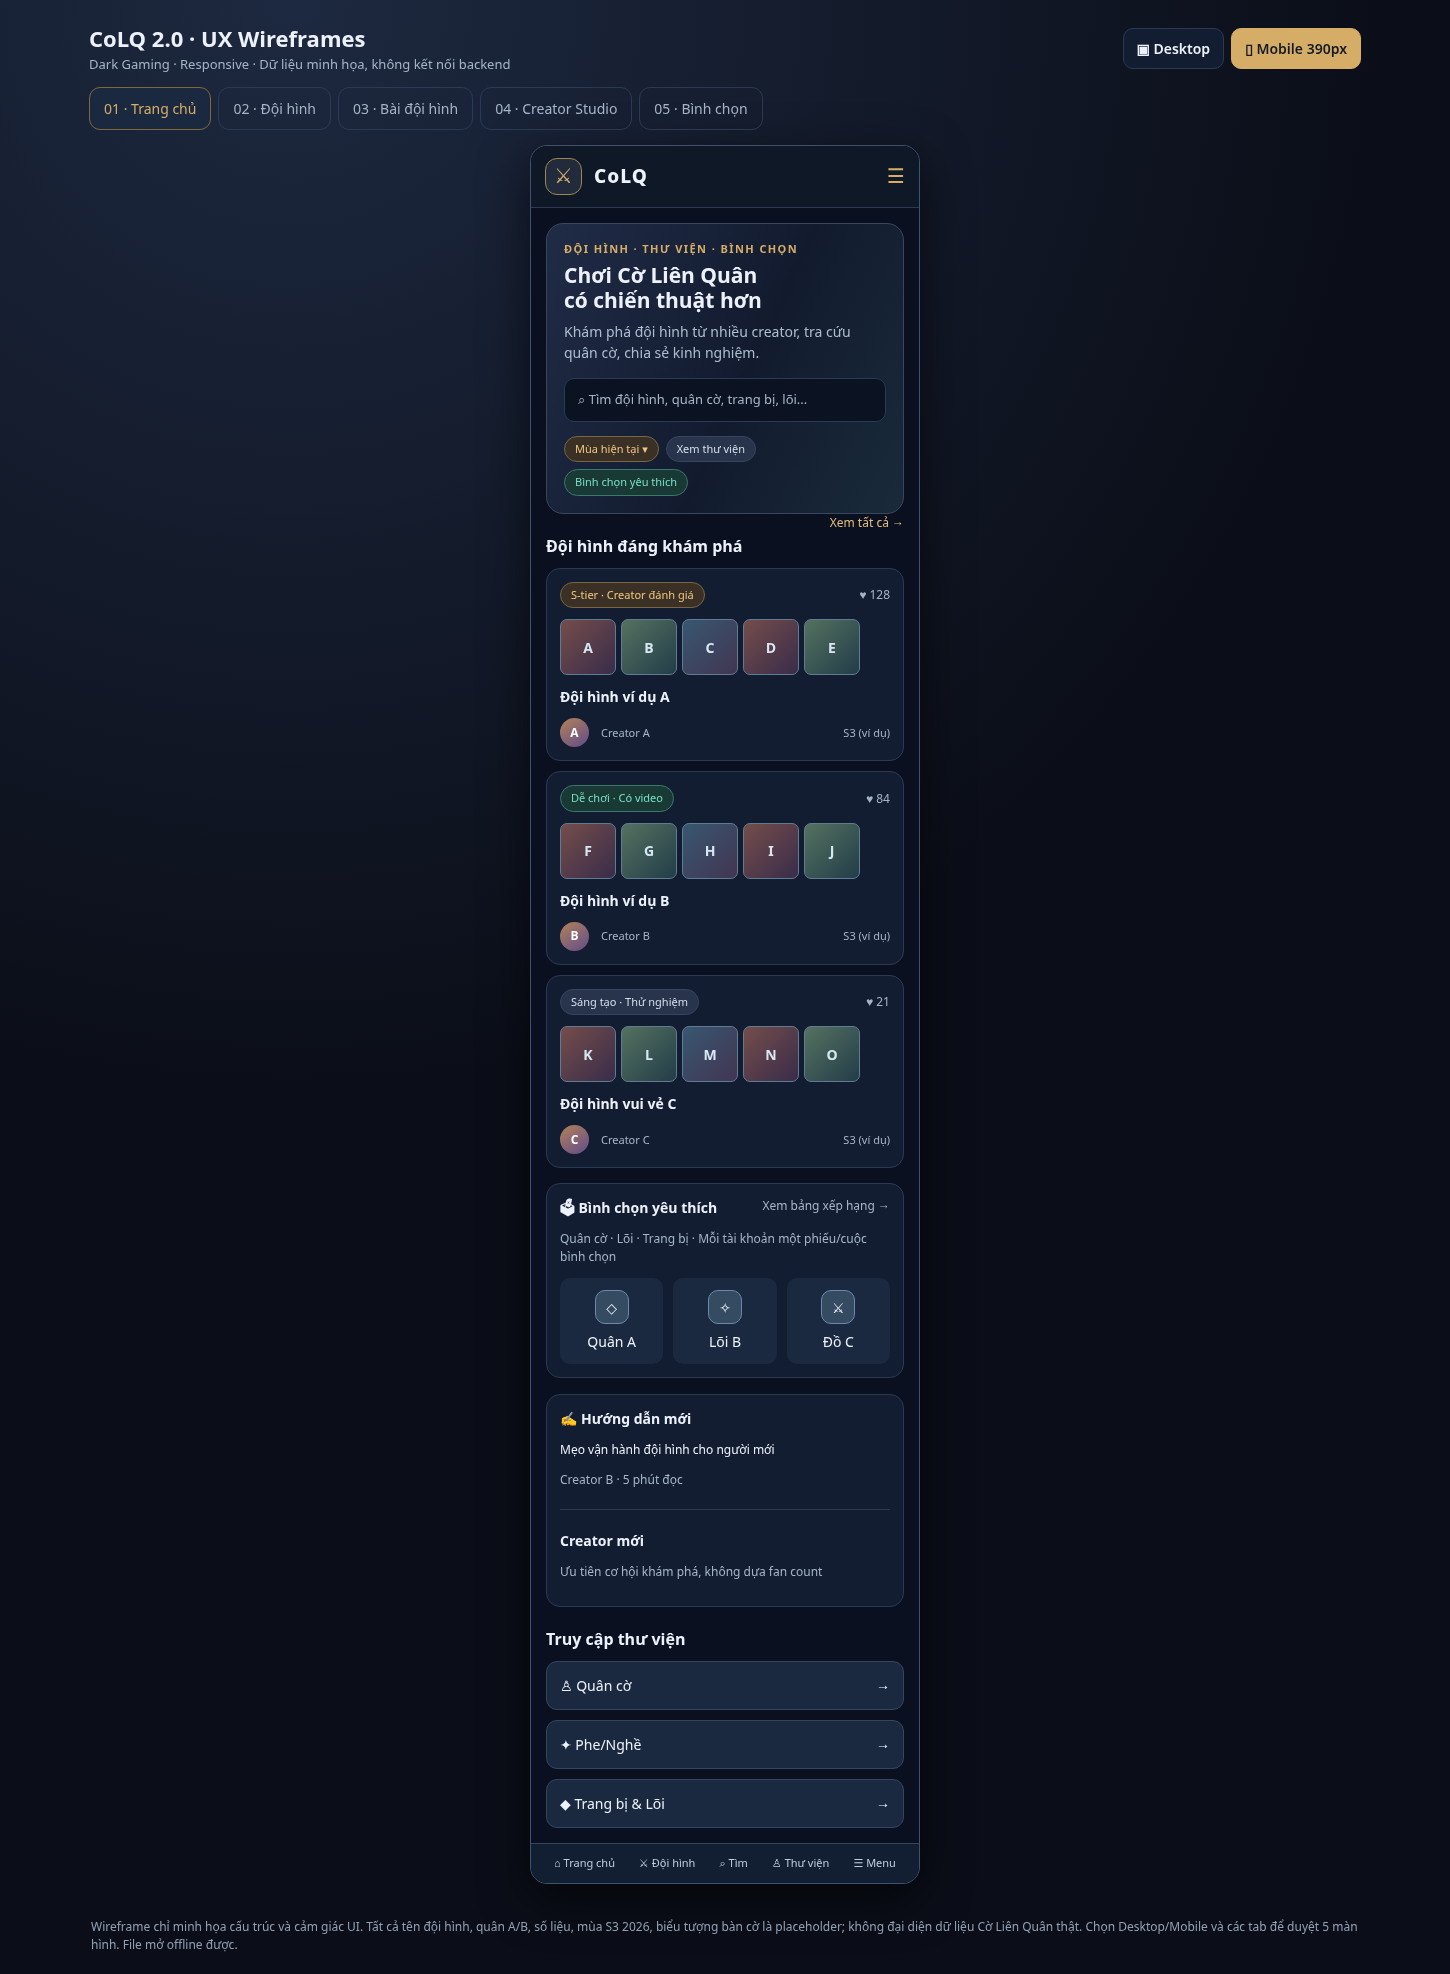 CoLQ 2.0 · UX Wireframes
Dark Gaming · Responsive · Dữ liệu minh họa, không kết nối backend
▣ Desktop
▯ Mobile 390px
01 · Trang chủ
02 · Đội hình
03 · Bài đội hình
04 · Creator Studio
05 · Bình chọn
⚔ CoLQ ☰
ĐỘI HÌNH · THƯ VIỆN · BÌNH CHỌN
Chơi Cờ Liên Quân
có chiến thuật hơn
Khám phá đội hình từ nhiều creator, tra cứu
quân cờ, chia sẻ kinh nghiệm.
⌕ Tìm đội hình, quân cờ, trang bị, lõi...
Mùa hiện tại ▾
Xem thư viện
Bình chọn yêu thích
Xem tất cả →
Đội hình đáng khám phá
S-tier · Creator đánh giá
♥ 128
A B C D E
Đội hình ví dụ A
A Creator A
S3 (ví dụ)
Dễ chơi · Có video
♥ 84
F G H I J
Đội hình ví dụ B
B Creator B
S3 (ví dụ)
Sáng tạo · Thử nghiệm
♥ 21
K L M N O
Đội hình vui vẻ C
C Creator C
S3 (ví dụ)
🗳 Bình chọn yêu thích
Xem bảng xếp hạng →
Quân cờ · Lõi · Trang bị · Mỗi tài khoản một phiếu/cuộc
bình chọn
◇ ✧ ⚔
Quân A
Lõi B
Đồ C
✍ Hướng dẫn mới
Mẹo vận hành đội hình cho người mới
Creator B · 5 phút đọc
Creator mới
Ưu tiên cơ hội khám phá, không dựa fan count
Truy cập thư viện
♙ Quân cờ →
✦ Phe/Nghề →
◆ Trang bị & Lõi →
⌂ Trang chủ
⚔ Đội hình
⌕ Tìm
♙ Thư viện
☰ Menu
Wireframe chỉ minh họa cấu trúc và cảm giác UI. Tất cả tên đội hình, quân A/B, số liệu, mùa S3 2026, biểu tượng bàn cờ là placeholder; không đại diện dữ liệu Cờ Liên Quân thật. Chọn Desktop/Mobile và các tab để duyệt 5 màn
hình. File mở offline được.